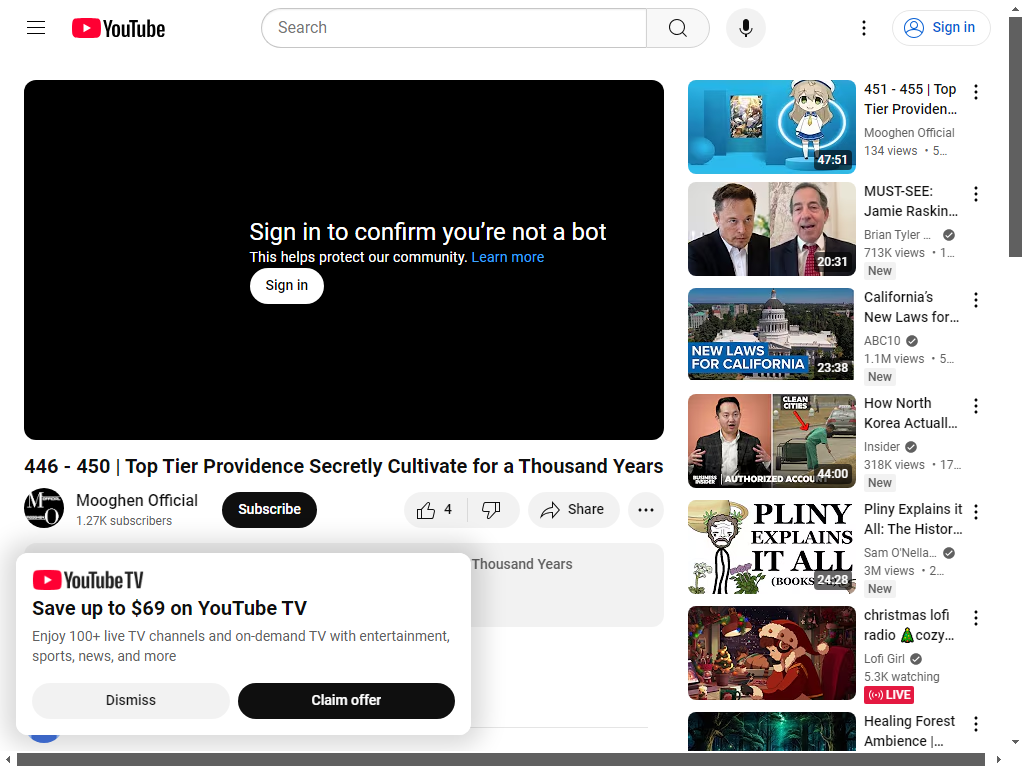 YouTube
Search
Sign in
Sign in to confirm you’re not a bot
This helps protect our community. Learn more
Sign in
446 - 450 | Top Tier Providence Secretly Cultivate for a Thousand Years
Mooghen Official
1.27K subscribers
Subscribe
4
Share
Thousand Years
YouTube TV
Save up to $69 on YouTube TV
Enjoy 100+ live TV channels and on-demand TV with entertainment,
sports, news, and more
Dismiss
Claim offer
47:51
451 - 455 | Top
Tier Providen...
Mooghen Official
134 views • 5...
20:31
MUST-SEE:
Jamie Raskin...
Brian Tyler ...
713K views • 1...
New
NEW LAWS
FOR CALIFORNIA
23:38
California’s
New Laws for...
ABC10
1.1M views • 5...
New
CLEAN
CITIES
BUSINESS
INSIDER
AUTHORIZED ACCOU
44:00
How North
Korea Actuall...
Insider
318K views • 17...
New
PLINY
EXPLAINS
IT ALL
(BOOKS
24:28
Pliny Explains it
All: The Histor...
Sam O'Nella...
3M views • 2...
New
christmas lofi
radio 🎄cozy...
Lofi Girl
5.3K watching
LIVE
Healing Forest
Ambience |...